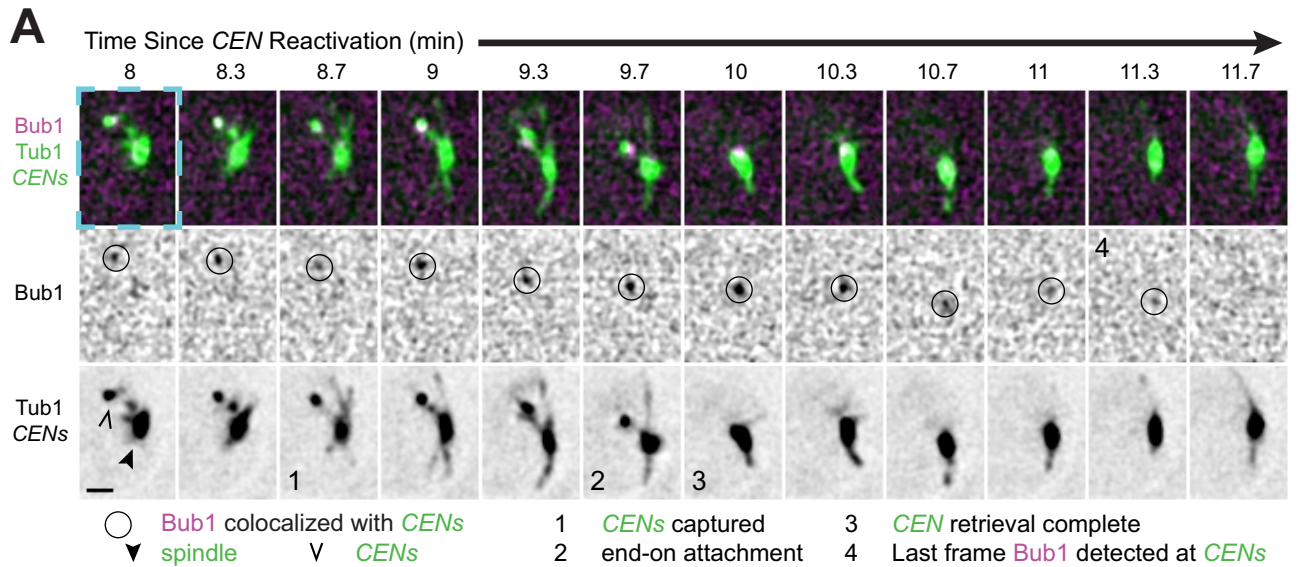 A
Time Since CEN Reactivation (min)
8 8.3 8.7 9 9.3 9.7 10 10.3 10.7 11 11.3 11.7
Bub1
Tub1
CENs
4
Bub1
Tub1
CENs
1 2 3
Bub1 colocalized with CENs 1 CENs captured 3 CEN retrieval complete
spindle CENs 2 end-on attachment 4 Last frame Bub1 detected at CENs